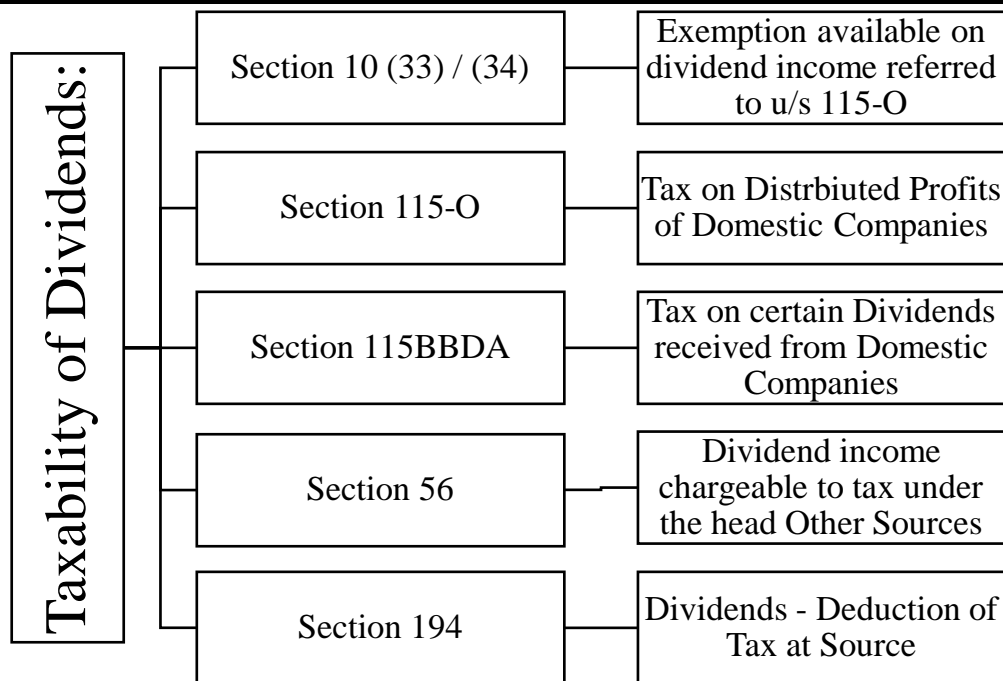 Taxability of Dividends:
Section 10 (33) / (34)
Exemption available on
dividend income referred
to u/s 115-O
Section 115-O
Tax on Distrbiuted Profits
of Domestic Companies
Section 115BBDA
Tax on certain Dividends
received from Domestic
Companies
Section 56
Dividend income
chargeable to tax under
the head Other Sources
Section 194
Dividends - Deduction of
Tax at Source